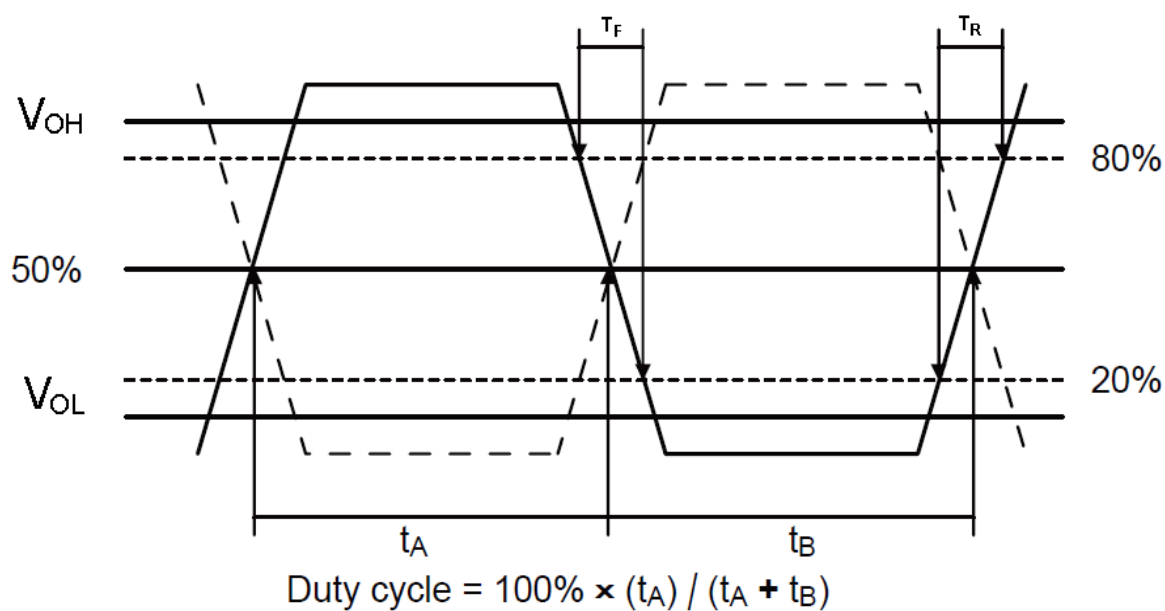 T_F
T_R
V_OH
80%
50%
20%
V_OL
t_A
t_B
Duty cycle = 100% × (t_A) / (t_A + t_B)